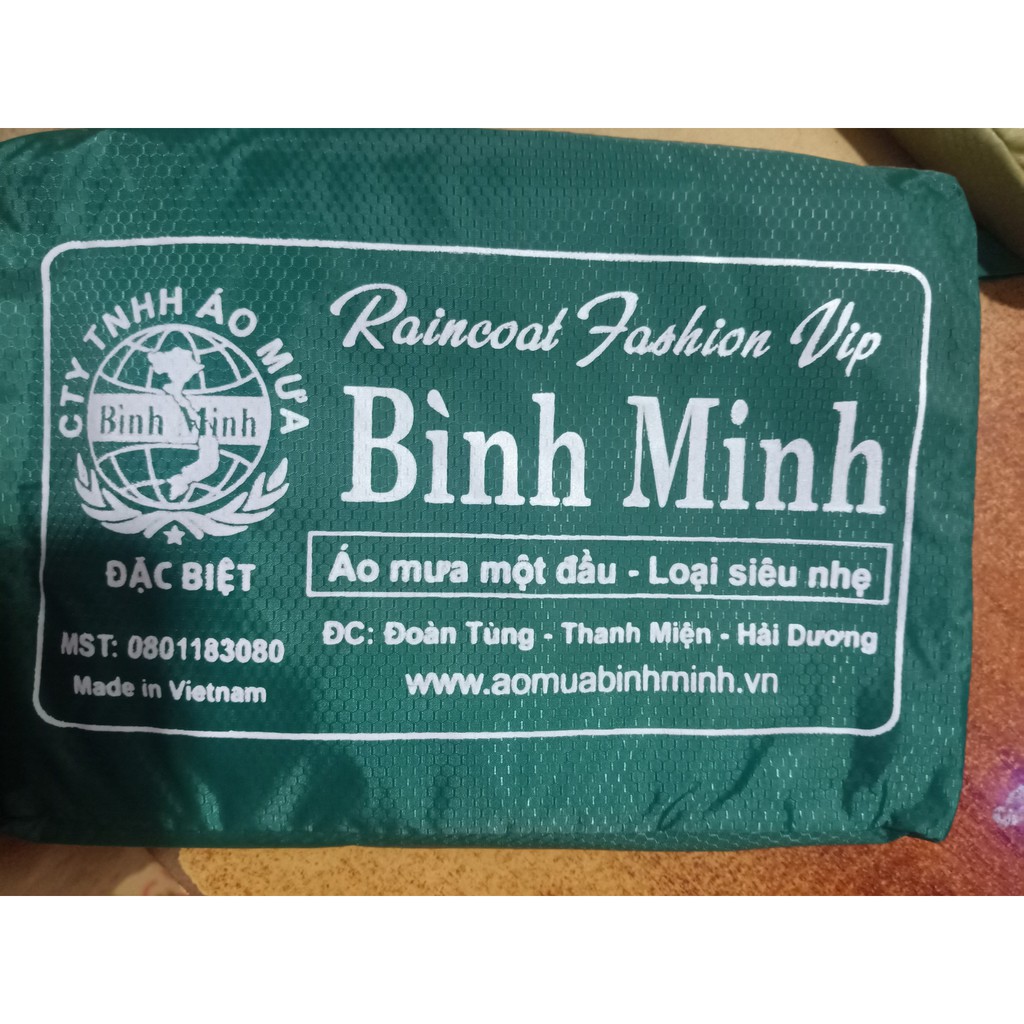 CTY TNHH ÁO MƯA
Bình Minh
ĐẶC BIỆT
MST: 0801183080
Made in Vietnam
Raincoat Fashion Vip
Bình Minh
Áo mưa một đầu - Loại siêu nhẹ
ĐC: Đoàn Tùng - Thanh Miện - Hải Dương
www.aomuabinhminh.vn